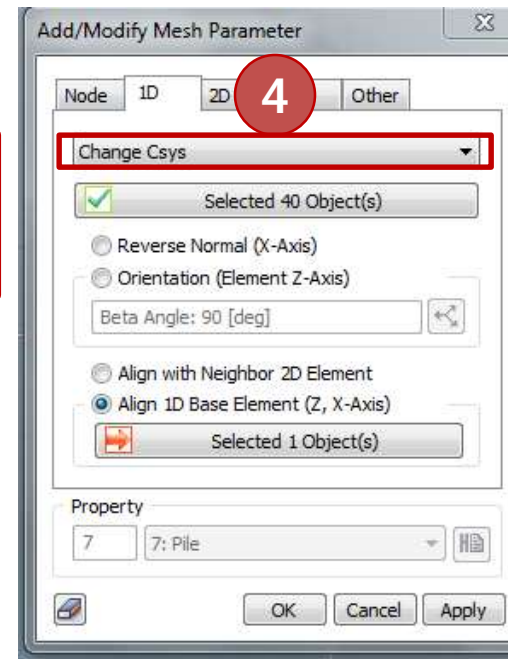 Add/Modify Mesh Parameter
Node 1D 2D 4 Other
Change Csys
Selected 40 Object(s)
Reverse Normal (X-Axis)
Orientation (Element Z-Axis)
Beta Angle: 90 [deg]
Align with Neighbor 2D Element
Align 1D Base Element (Z, X-Axis)
Selected 1 Object(s)
Property
7 7: Pile
OK Cancel Apply